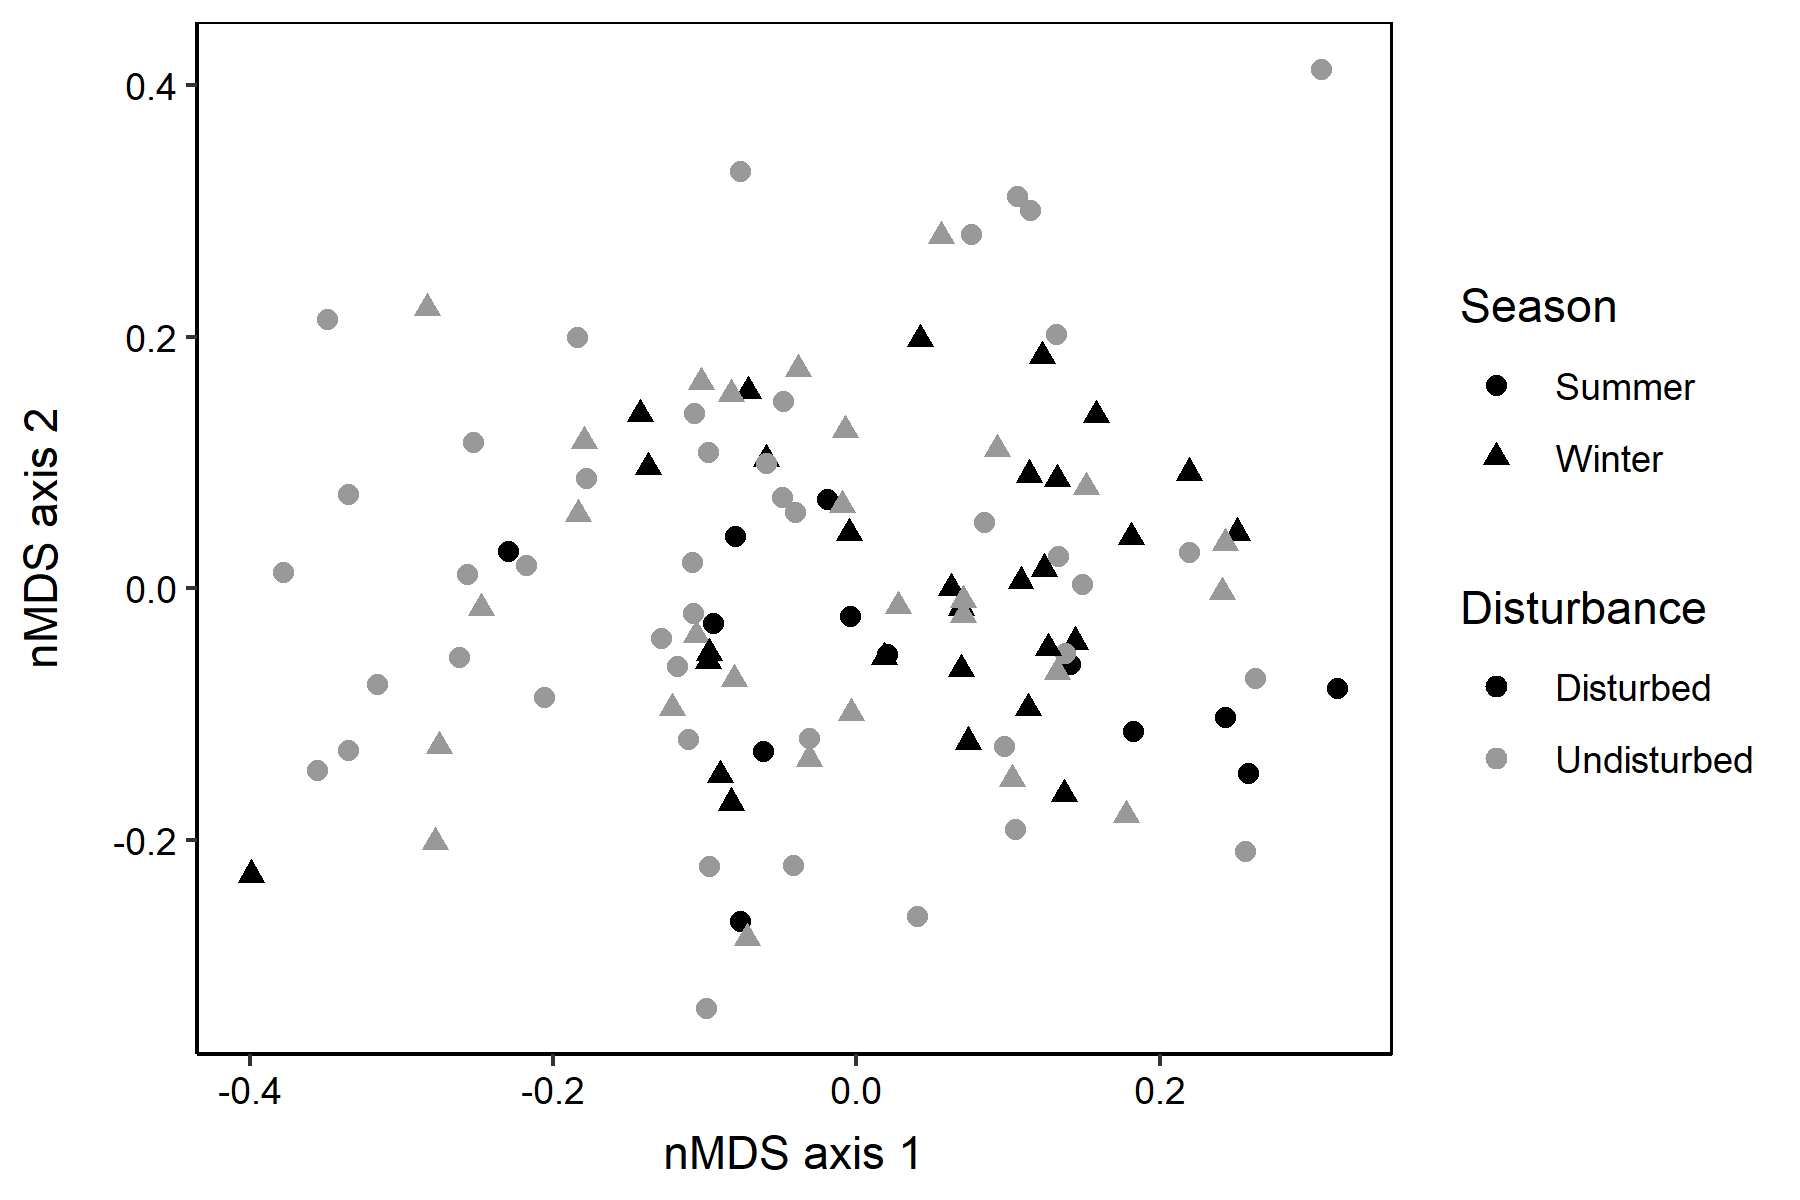 0.4
0.2
0.0
-0.2
nMDS axis 2
-0.4
-0.2
0.0
0.2
nMDS axis 1
Season
Summer
Winter
Disturbance
Disturbed
Undisturbed